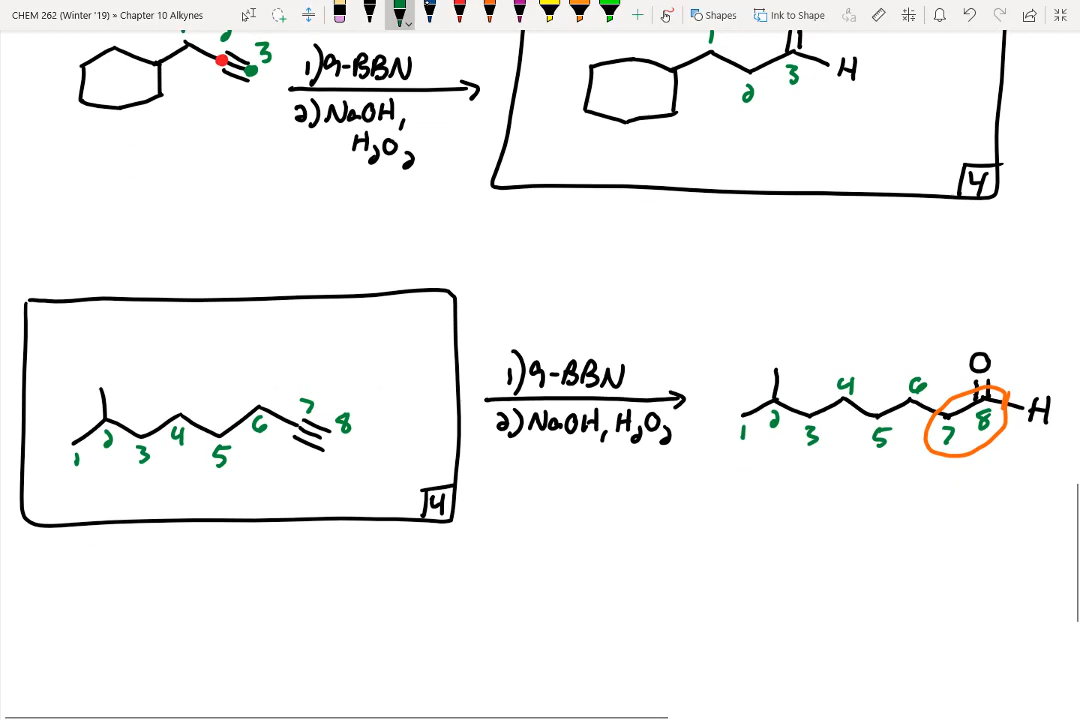 CHEM 262 (Winter '19) » Chapter 10 Alkynes
Shapes
Ink to Shape
3
1) 9-BBN
2) NaOH,
H2O2
1
2
3
H
4
1
2
3
4
5
6
7
8
4
1) 9-BBN
2) NaOH, H2O2
O
H
1
2
3
4
5
6
7
8